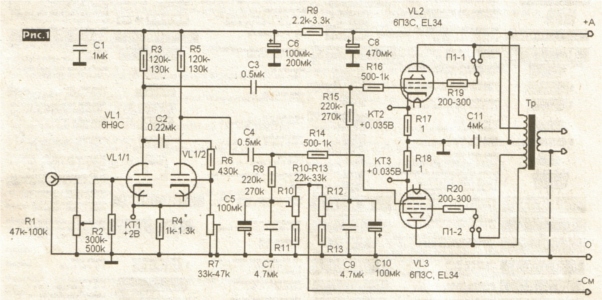 Рис.1
R9
2.2k-3.3k
VL2
6П3С, EL34
+A
C1
1мк
R3
120k-
130k
R5
120k-
130k
C6
100мк-
200мк
C8
470мк
R16
500-1k
П1-1
C3
0.5мк
R15
220k-
270k
R19
200-300
Тр
КТ2
+0.035В
R17
1
C11
4мк
VL1
6Н9С
C2
0.22мк
C4
0.5мк
R14
500-1k
КТ3
+0.035В
R18
1
VL1/1
VL1/2
R6
430k
R8
220k-
270k
R10-R13
22k-33k
R10
R12
R20
200-300
R1
47k-100k
R2
300k-
500k
КТ1
+2В
R4
1k-1.3k
C5
100мк
R7
33k-47k
R11
R13
C7
4.7мк
C9
4.7мк
C10
100мк
П1-2
VL3
6П3С, EL34
O
-См